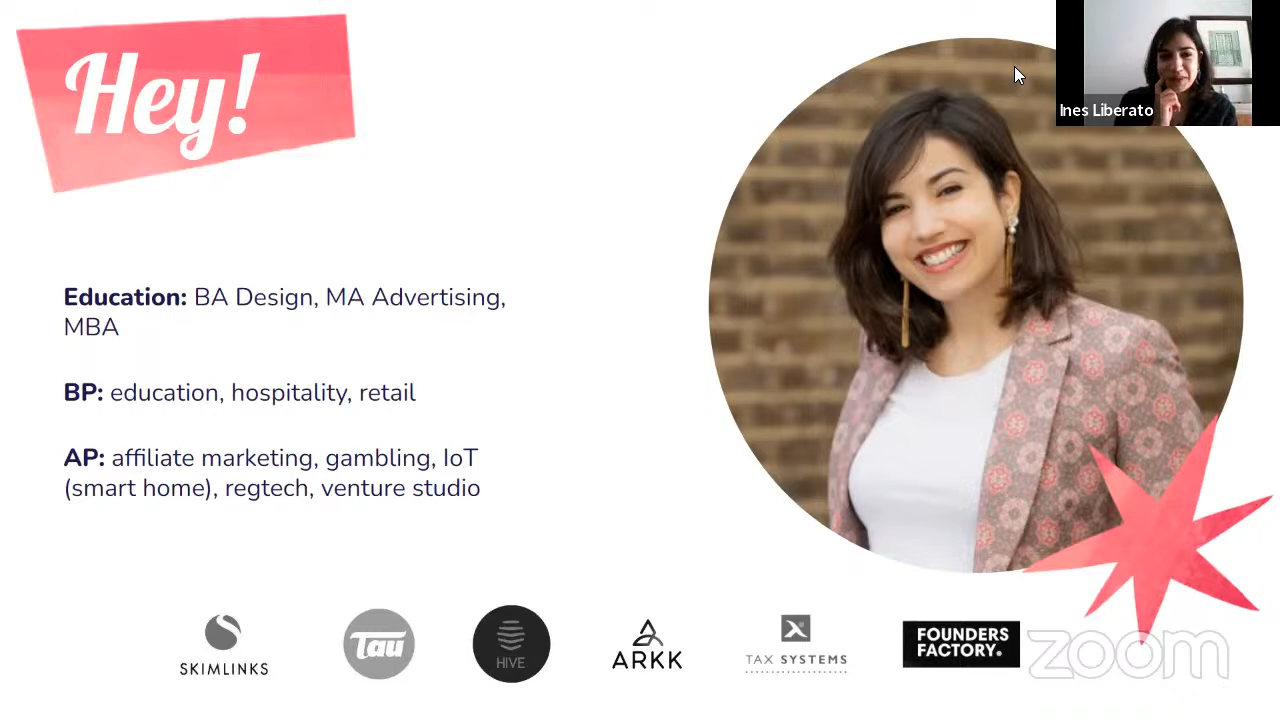 Hey!
Ines Liberato
Education: BA Design, MA Advertising,
MBA
BP: education, hospitality, retail
AP: affiliate marketing, gambling, IoT
(smart home), regtech, venture studio
SKIMLINKS
Tau
HIVE
ARKK
TAX SYSTEMS
FOUNDERS
FACTORY.
zoom